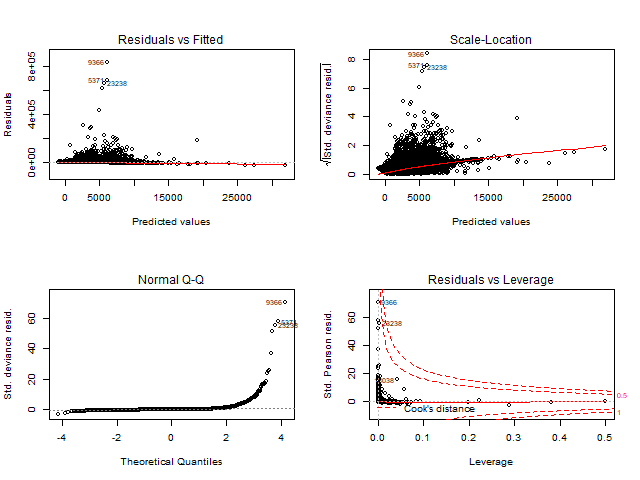 Residuals vs Fitted
Residuals
0e+00 4e+05 8e+05
9366
5371
23238
0 5000 15000 25000
Predicted values
Scale-Location
√|Std. deviance resid.|
0 2 4 6 8
9366
5371
23238
0 5000 15000 25000
Predicted values
Normal Q-Q
Std. deviance resid.
0 20 40 60
9366
5371
23238
-4 -2 0 2 4
Theoretical Quantiles
Residuals vs Leverage
Std. Pearson resid.
0 20 40 60 80
9366
23238
Cook's distance
0.5
1
0.0 0.1 0.2 0.3 0.4 0.5
Leverage